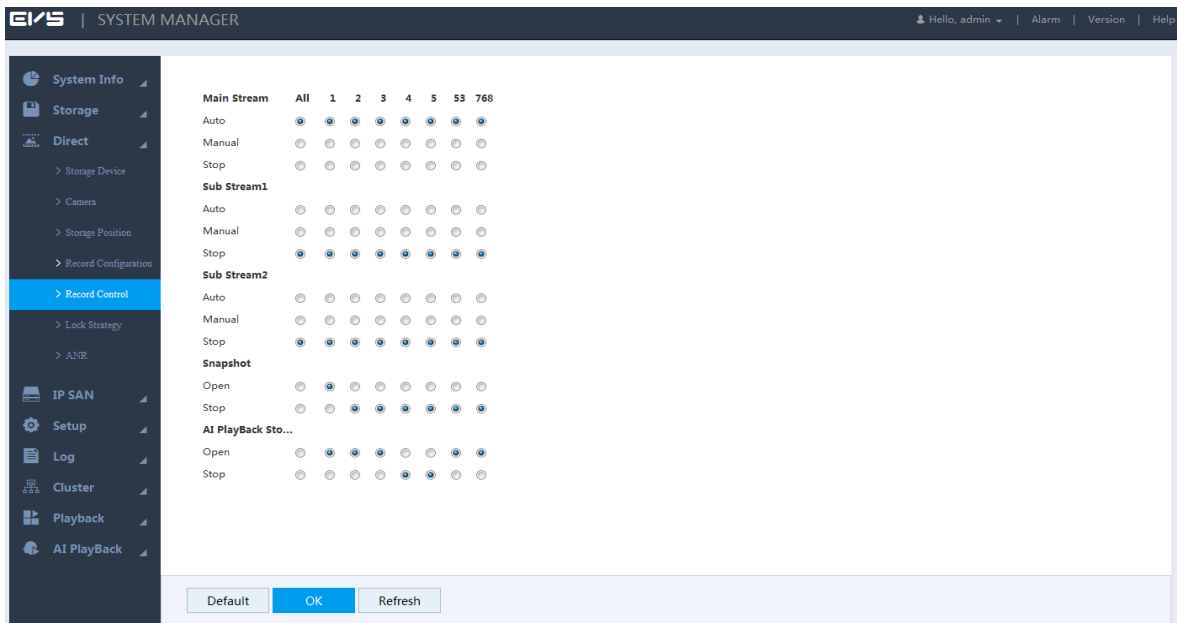 EVS | SYSTEM MANAGER Hello, admin | Alarm | Version | Help
System Info
Storage
Direct
> Storage Device
> Camera
> Storage Position
> Record Configuration
> Record Control
> Lock Strategy
> ANR
IP SAN
Setup
Log
Cluster
Playback
AI PlayBack
Main Stream All 1 2 3 4 5 53 768
Auto
Manual
Stop
Sub Stream1
Auto
Manual
Stop
Sub Stream2
Auto
Manual
Stop
Snapshot
Open
Stop
AI PlayBack Sto...
Open
Stop
Default OK Refresh